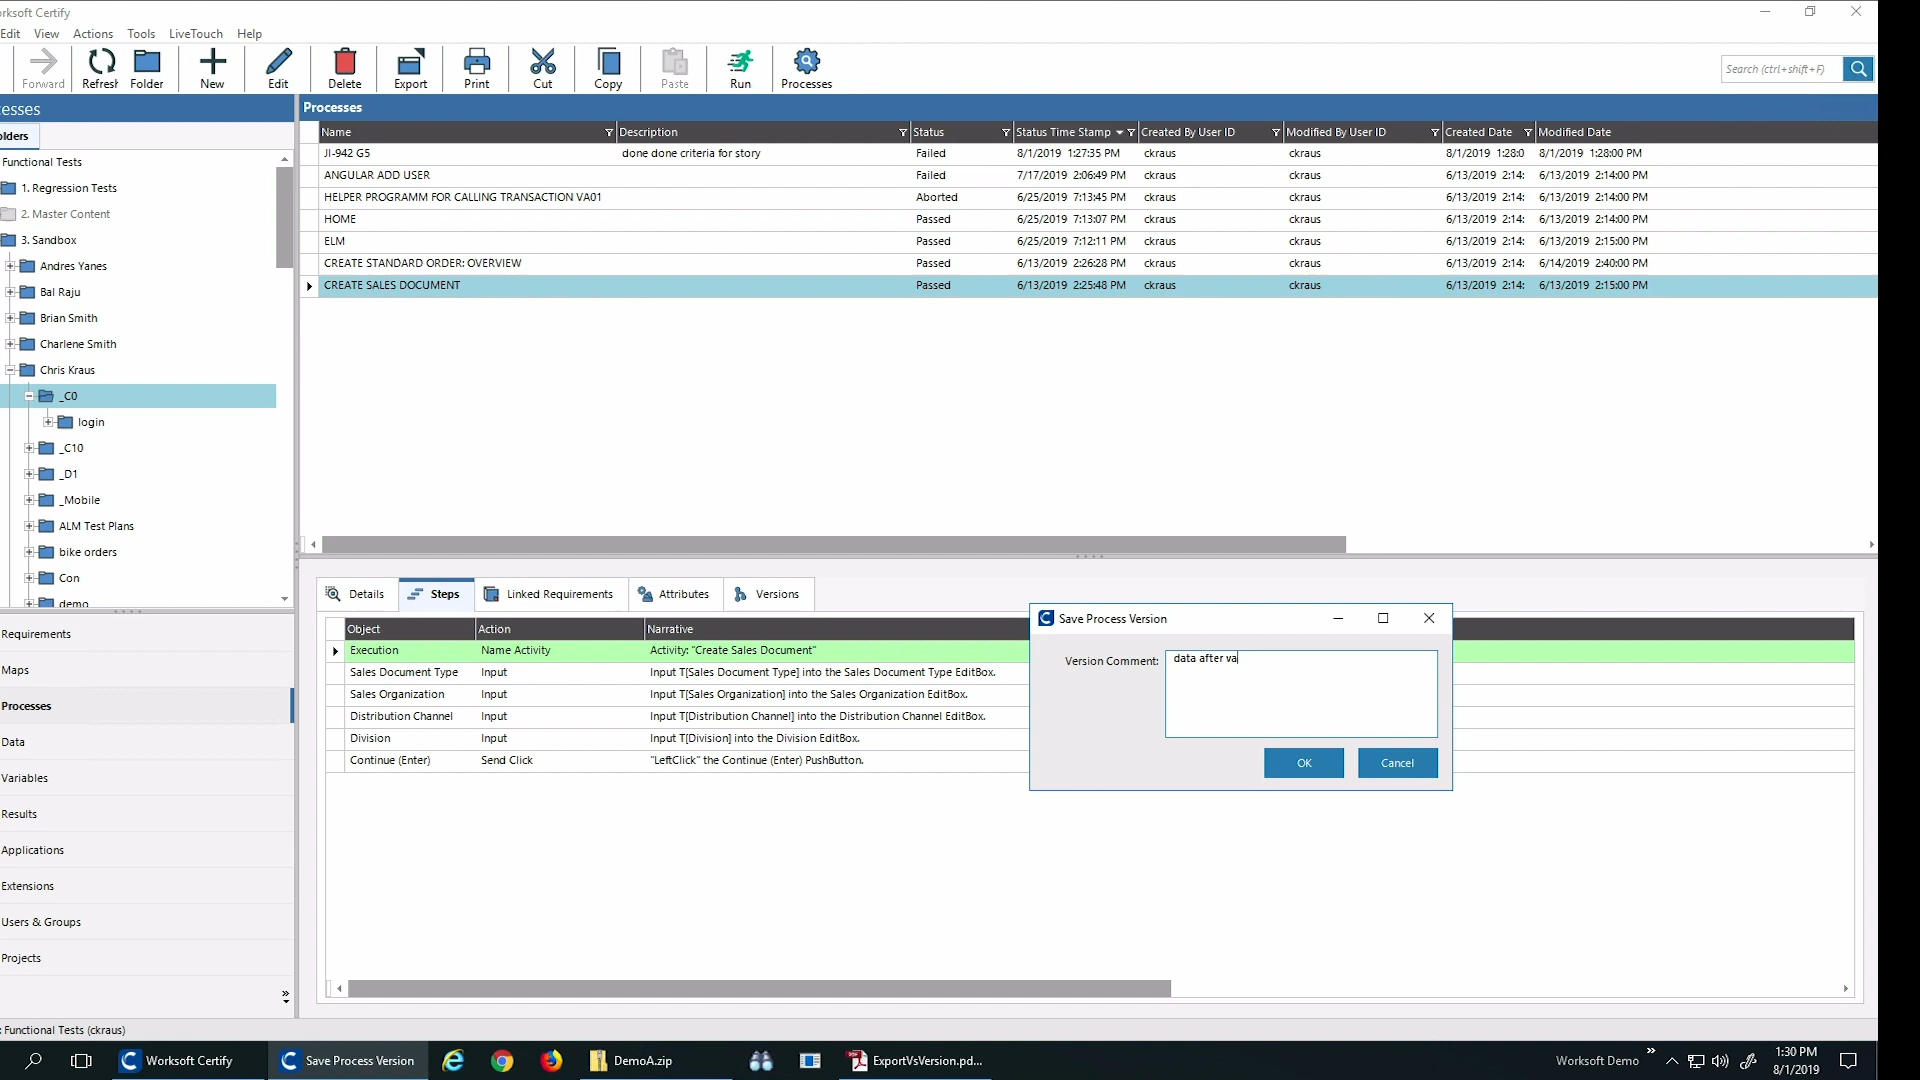 rksoft Certify
Edit View Actions Tools LiveTouch Help
Forward Refresh Folder New Edit Delete Export Print Cut Copy Paste Run Processes
Search (ctrl+shift+F)
esses
Processes
olders
Name Description Status Status Time Stamp Created By User ID Modified By User ID Created Date Modified Date
JI-942 G5 done done criteria for story Failed 8/1/2019 1:27:35 PM ckraus ckraus 8/1/2019 1:28:0 8/1/2019 1:28:00 PM
ANGULAR ADD USER Failed 7/17/2019 2:06:49 PM ckraus ckraus 6/13/2019 2:14: 6/13/2019 2:14:00 PM
HELPER PROGRAMM FOR CALLING TRANSACTION VA01 Aborted 6/25/2019 7:13:45 PM ckraus ckraus 6/13/2019 2:14: 6/13/2019 2:14:00 PM
HOME Passed 6/25/2019 7:13:07 PM ckraus ckraus 6/13/2019 2:14: 6/13/2019 2:14:00 PM
ELM Passed 6/25/2019 7:12:11 PM ckraus ckraus 6/13/2019 2:14: 6/13/2019 2:15:00 PM
CREATE STANDARD ORDER: OVERVIEW Passed 6/13/2019 2:26:28 PM ckraus ckraus 6/13/2019 2:14: 6/14/2019 2:40:00 PM
CREATE SALES DOCUMENT Passed 6/13/2019 2:25:48 PM ckraus ckraus 6/13/2019 2:14: 6/13/2019 2:15:00 PM
Functional Tests
1. Regression Tests
2. Master Content
3. Sandbox
Andres Yanes
Bal Raju
Brian Smith
Charlene Smith
Chris Kraus
_C0
login
_C10
_D1
_Mobile
ALM Test Plans
bike orders
Con
demo
Requirements
Maps
Processes
Data
Variables
Results
Applications
Extensions
Users & Groups
Projects
Details Steps Linked Requirements Attributes Versions
Object Action Narrative
Execution Name Activity Activity: "Create Sales Document"
Sales Document Type Input Input T[Sales Document Type] into the Sales Document Type EditBox.
Sales Organization Input Input T[Sales Organization] into the Sales Organization EditBox.
Distribution Channel Input Input T[Distribution Channel] into the Distribution Channel EditBox.
Division Input Input T[Division] into the Division EditBox.
Continue (Enter) Send Click "LeftClick" the Continue (Enter) PushButton.
Save Process Version
Version Comment: data after va
OK Cancel
: Functional Tests (ckraus)
Worksoft Certify Save Process Version DemoA.zip ExportVsVersion.pd... Worksoft Demo 1:30 PM
8/1/2019